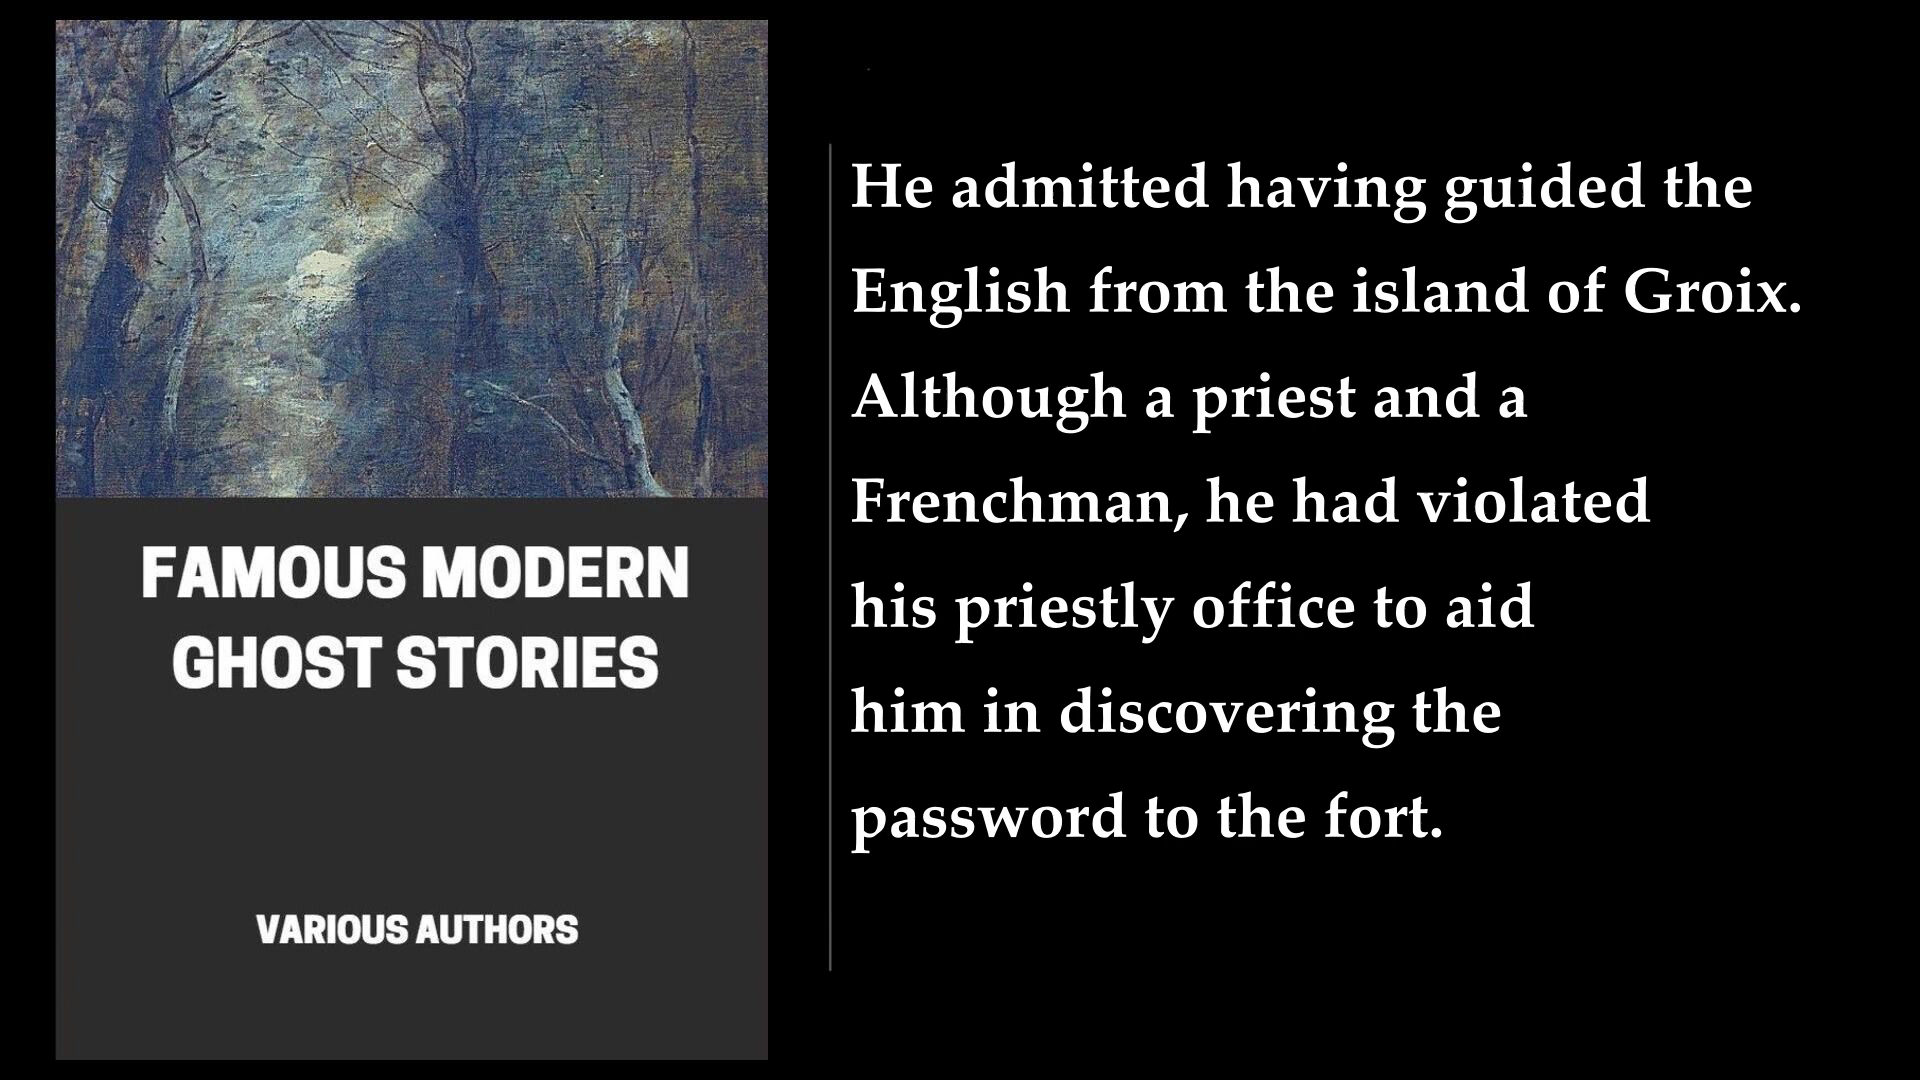 FAMOUS MODERN
GHOST STORIES
VARIOUS AUTHORS
He admitted having guided the
English from the island of Groix.
Although a priest and a
Frenchman, he had violated
his priestly office to aid
him in discovering the
password to the fort.